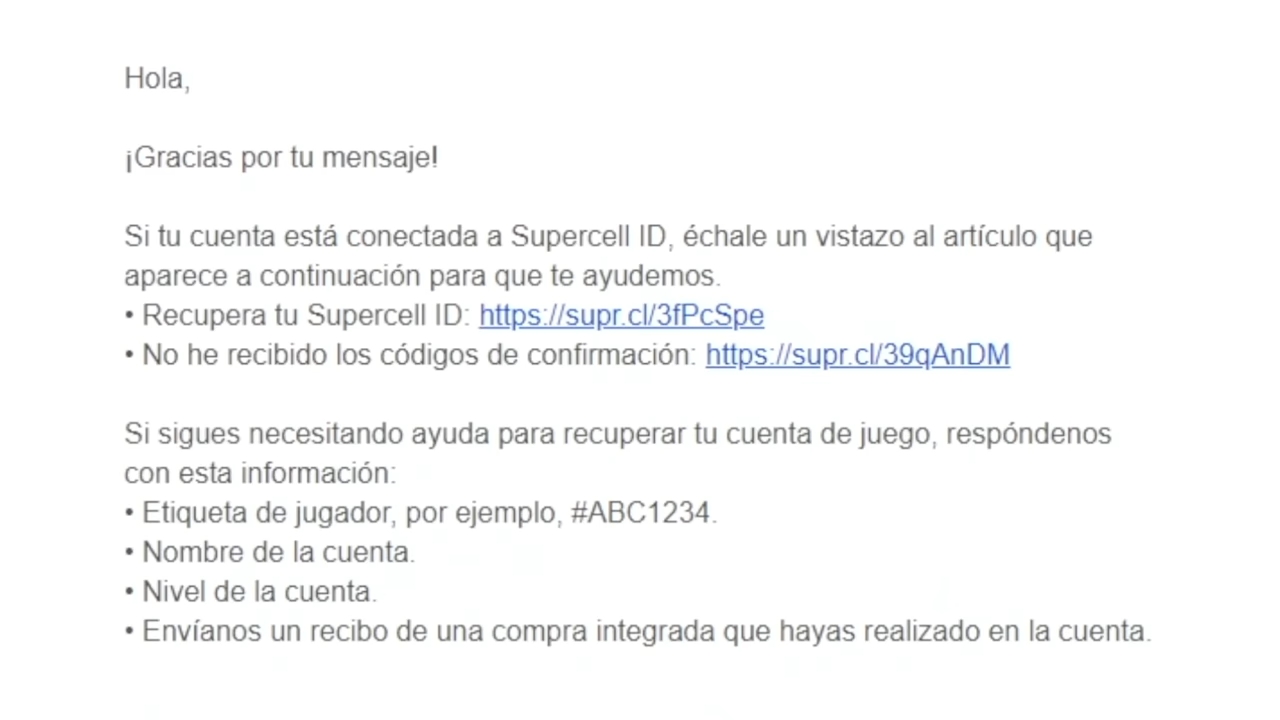 Hola,
¡Gracias por tu mensaje!
Si tu cuenta está conectada a Supercell ID, échale un vistazo al artículo que
aparece a continuación para que te ayudemos.
• Recupera tu Supercell ID: https://supr.cl/3fPcSpe
• No he recibido los códigos de confirmación: https://supr.cl/39qAnDM
Si sigues necesitando ayuda para recuperar tu cuenta de juego, respóndenos
con esta información:
• Etiqueta de jugador, por ejemplo, #ABC1234.
• Nombre de la cuenta.
• Nivel de la cuenta.
• Envíanos un recibo de una compra integrada que hayas realizado en la cuenta.